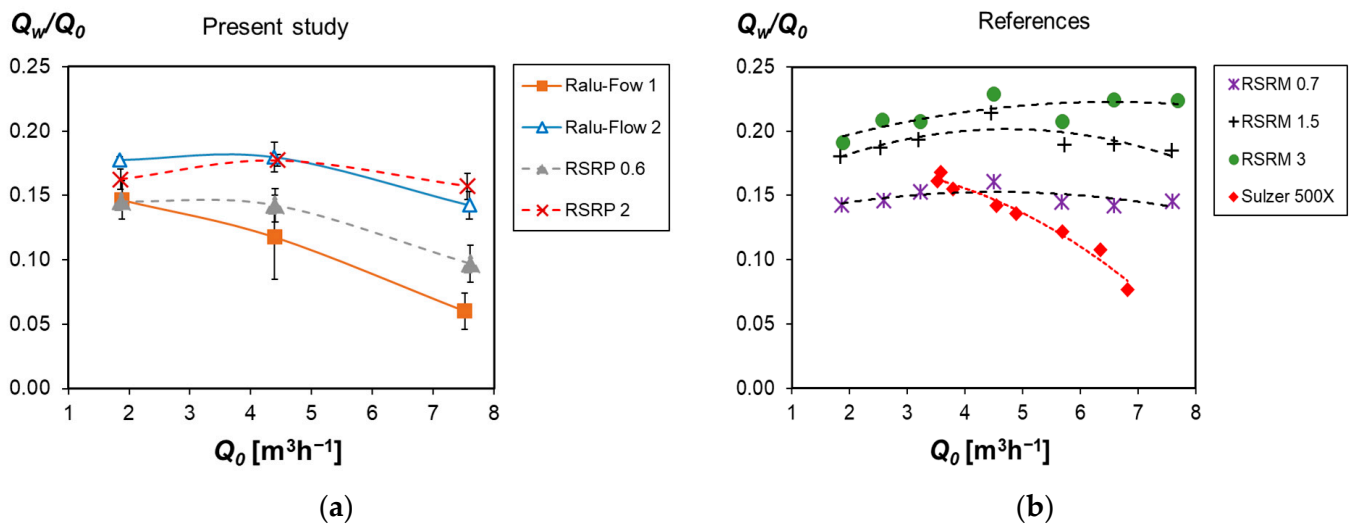 Qw/Q0
Present study
0.25
0.20
0.15
0.10
0.05
0.00
1 2 3 4 5 6 7 8
Q0 [m³h⁻¹]
Ralu-Fow 1
Ralu-Flow 2
RSRP 0.6
RSRP 2
(a)
Qw/Q0
References
0.25
0.20
0.15
0.10
0.05
0.00
1 2 3 4 5 6 7 8
Q0 [m³h⁻¹]
RSRM 0.7
RSRM 1.5
RSRM 3
Sulzer 500X
(b)